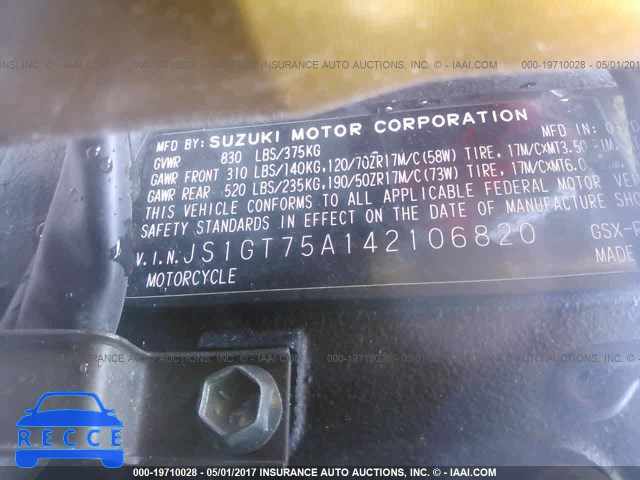 000-19710028 - 05/01/2017 INSURANCE AUTO AUCTIONS, INC. - © - IAAI.COM
MFD BY: SUZUKI MOTOR CORPORATION MFD IN:
GVWR 830 LBS/375KG
GAWR FRONT 310 LBS/140KG, 120/70ZR17M/C(58W) TIRE, 17M/CXMT3.50
GAWR REAR 520 LBS/235KG, 190/50ZR17M/C(73W) TIRE, 17M/CXMT6.0
THIS VEHICLE CONFORMS TO ALL APPLICABLE FEDERAL MOTOR
SAFETY STANDARDS IN EFFECT ON THE DATE OF MANUFACTURE
V.I.N. JS1GT75A142106820 GSX-R
MOTORCYCLE MADE
RECCE
000-19710028 - 05/01/2017 INSURANCE AUTO AUCTIONS, INC. - © - IAAI.COM